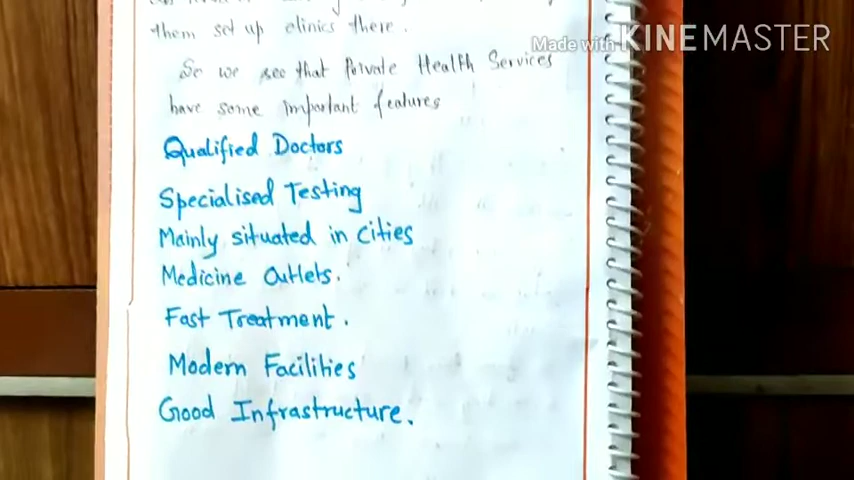 them set up clinics there.
Made with KINEMASTER
So we see that Private Health Services
have some important features
Qualified Doctors
Specialised Testing
Mainly situated in cities
Medicine Outlets.
Fast Treatment.
Modern Facilities
Good Infrastructure.